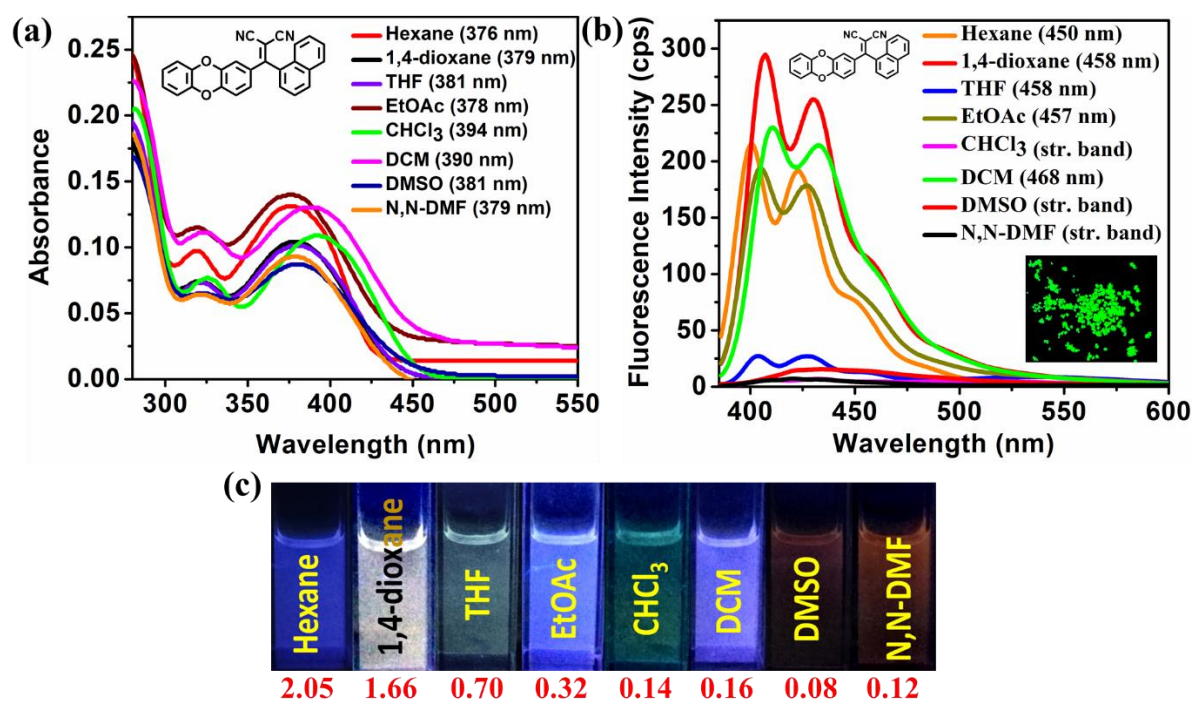 (a)
NC CN
O
O
Hexane (376 nm)
1,4-dioxane (379 nm)
THF (381 nm)
EtOAc (378 nm)
CHCl₃ (394 nm)
DCM (390 nm)
DMSO (381 nm)
N,N-DMF (379 nm)
0.25
0.20
0.15
0.10
0.05
0.00
Absorbance
300 350 400 450 500 550
Wavelength (nm)
(b)
NC CN
O
O
Hexane (450 nm)
1,4-dioxane (458 nm)
THF (458 nm)
EtOAc (457 nm)
CHCl₃ (str. band)
DCM (468 nm)
DMSO (str. band)
N,N-DMF (str. band)
300
250
200
150
100
50
0
Fluorescence Intensity (cps)
400 450 500 550 600
Wavelength (nm)
(c)
Hexane
1,4-dioxane
THF
EtOAc
CHCl₃
DCM
DMSO
N,N-DMF
2.05 1.66 0.70 0.32 0.14 0.16 0.08 0.12